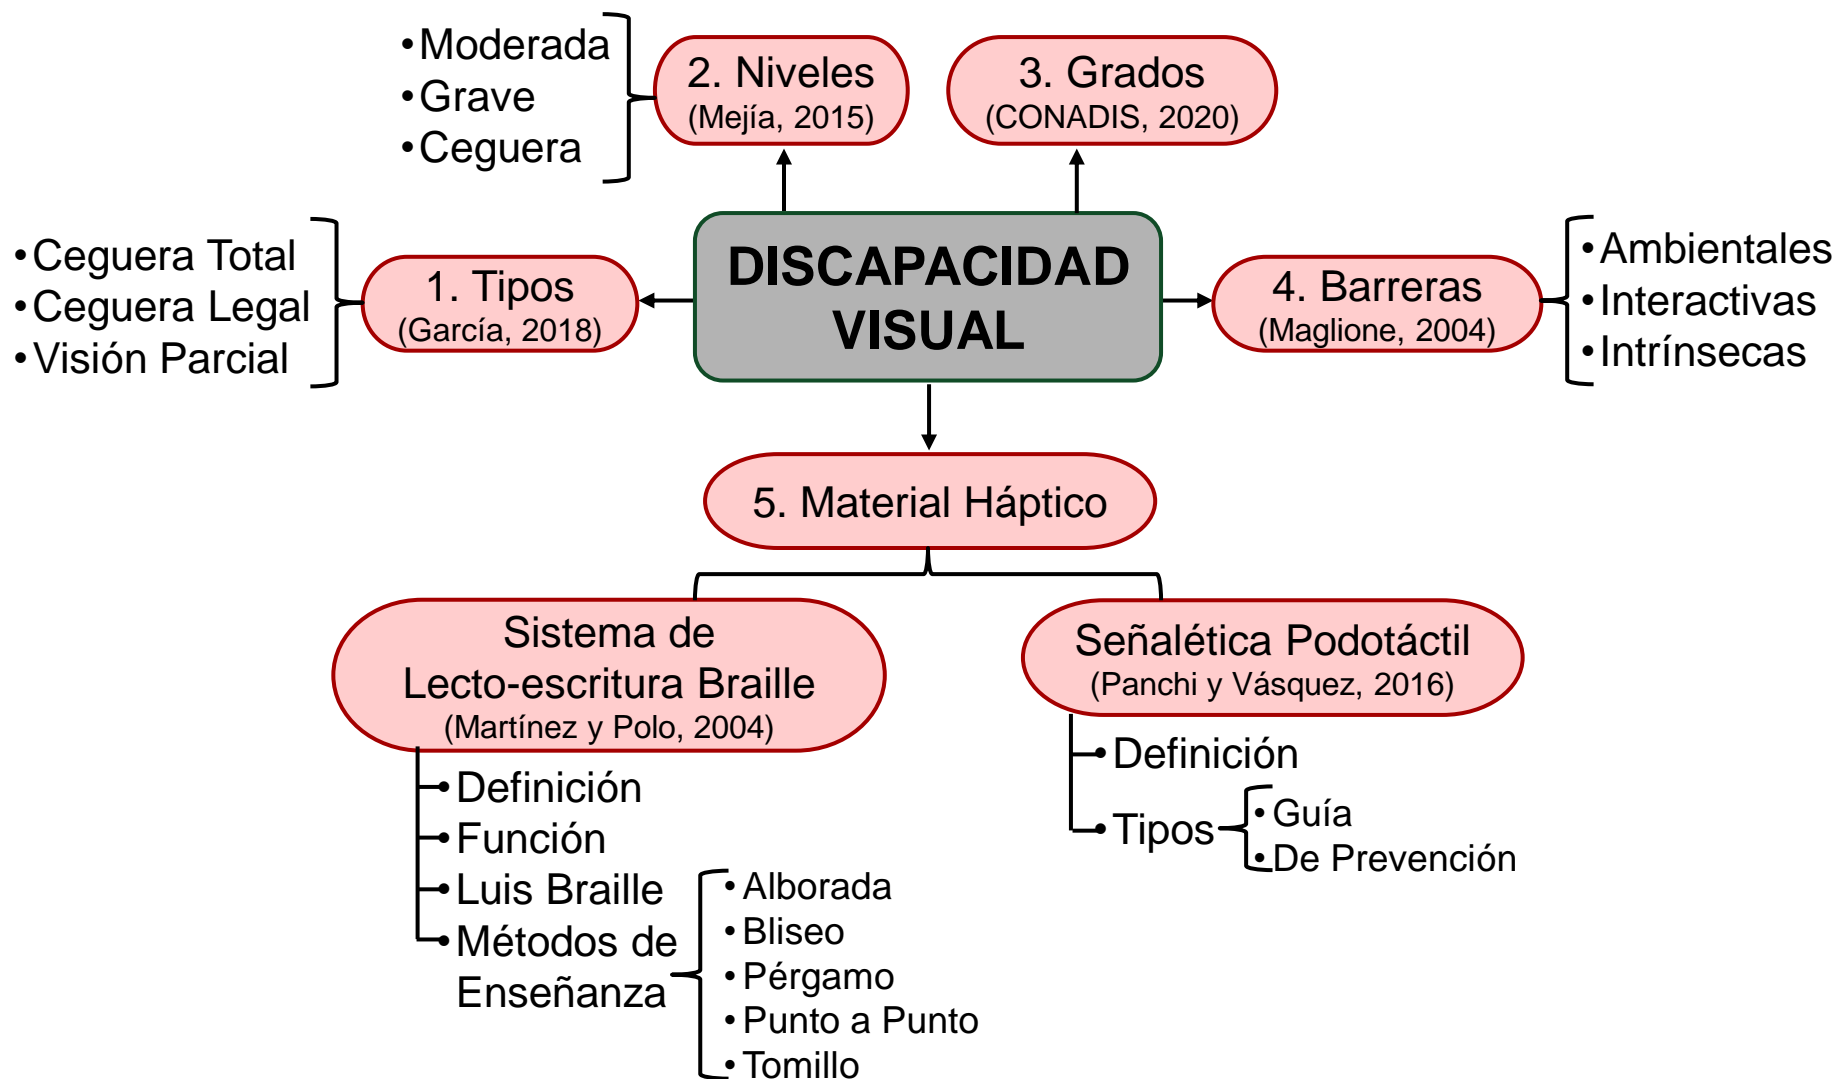 •Moderada
•Grave
•Ceguera
2. Niveles
(Mejía, 2015)
3. Grados
(CONADIS, 2020)
•Ceguera Total
•Ceguera Legal
•Visión Parcial
1. Tipos
(García, 2018)
DISCAPACIDAD
VISUAL
4. Barreras
(Maglione, 2004)
•Ambientales
•Interactivas
•Intrínsecas
5. Material Háptico
Sistema de
Lecto-escritura Braille
(Martínez y Polo, 2004)
•Definición
•Función
•Luis Braille
•Métodos de
Enseñanza
•Alborada
•Bliseo
•Pérgamo
•Punto a Punto
•Tomillo
Señalética Podotáctil
(Panchi y Vásquez, 2016)
•Definición
•Tipos
•Guía
•De Prevención